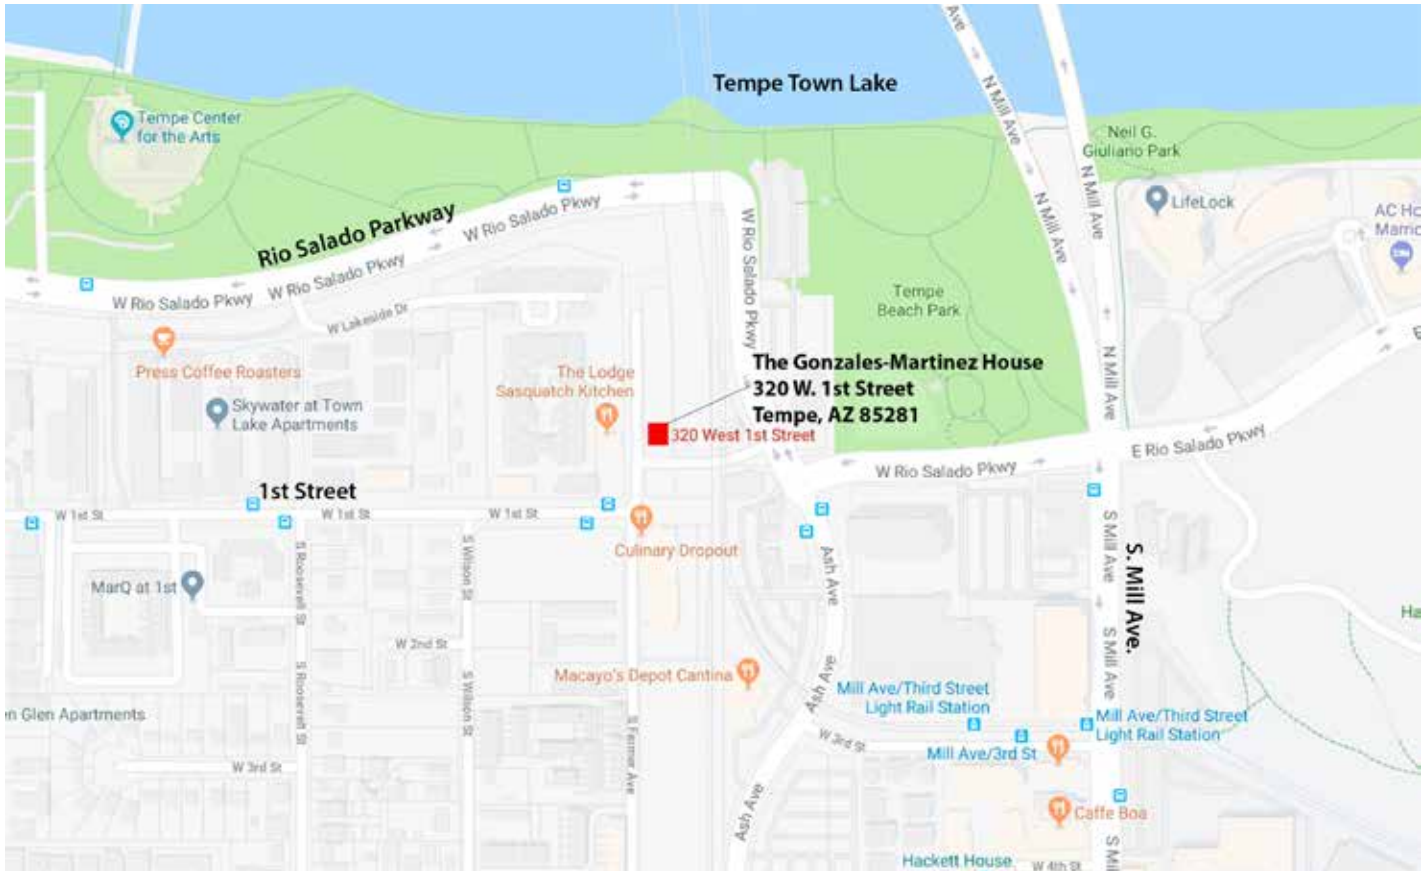 Ave
Tempe Town Lake
N Mill Ave
Tempe Center
for the Arts
Neil G.
Giuliano Park
N Mill Ave
N Mill Ave
LifeLock
AC Ho
Marric
Rio Salado Parkway
W Rio Salado Pkwy
W Rio Salado Pkwy
W Rio Salado Pkwy
W Rio Salado Pkwy
Tempe
Beach Park
W Lakeside Dr
N Mill Ave
Press Coffee Roasters
The Lodge
Sasquatch Kitchen
The Gonzales-Martinez House
320 W. 1st Street
Tempe, AZ 85281
Skywater at Town
Lake Apartments
320 West 1st Street
W Rio Salado Pkwy
E Rio Salado Pkwy
1st Street
W 1st St
W 1st St
W 1st St
Culinary Dropout
S Mill Ave
S. Mill Ave.
S Roosevelt St
S Wilson St
Ash Ave
MarQ at 1st
Ha
W 2nd St
S Mill Ave
Macayo's Depot Cantina
Ash Ave
Mill Ave/Third Street
Light Rail Station
Mill Ave/Third Street
Light Rail Station
en Glen Apartments
S Roosevelt St
S Wilson St
S Farmer Ave
W 3rd St
Mill Ave/3rd St
W 3rd St
Ash Ave
Caffe Boa
Hackett House
W 4th St
S Mil